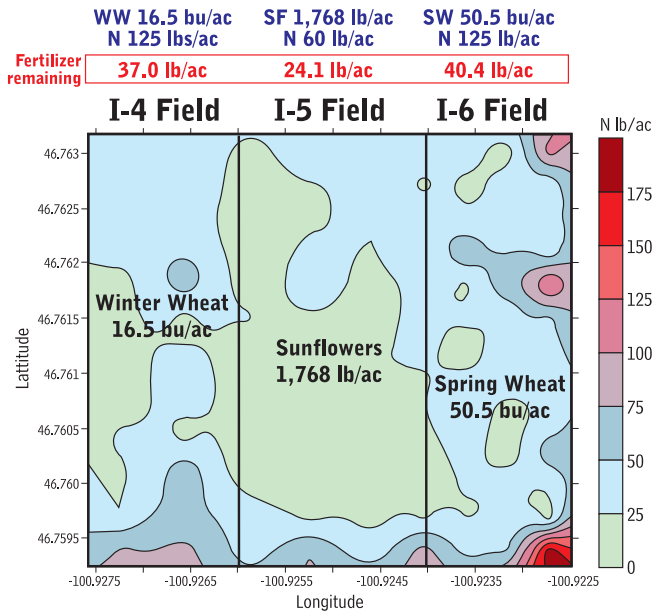 WW 16.5 bu/ac SF 1,768 lb/ac SW 50.5 bu/ac
N 125 lbs/ac N 60 lb/ac N 125 lb/ac
Fertilizer remaining 37.0 lb/ac 24.1 lb/ac 40.4 lb/ac
I-4 Field I-5 Field I-6 Field
N lb/ac
175
150
125
100
75
50
25
0
Lattitude
46.763
46.7625
46.762
46.7615
46.761
46.7605
46.760
46.7595
Winter Wheat
16.5 bu/ac
Sunflowers
1,768 lb/ac
Spring Wheat
50.5 bu/ac
-100.9275 -100.9265 -100.9255 -100.9245 -100.9235 -100.9225
Longitude